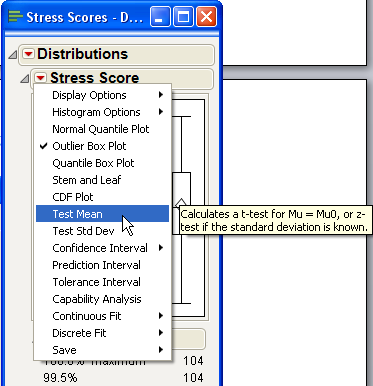 Stress Scores - D...
Distributions
Stress Score
Display Options
Histogram Options
Normal Quantile Plot
Outlier Box Plot
Quantile Box Plot
Stem and Leaf
CDF Plot
Test Mean
Calculates a t-test for Mu = Mu0, or z-
test if the standard deviation is known.
Test Std Dev
Confidence Interval
Prediction Interval
Tolerance Interval
Capability Analysis
Continuous Fit
Discrete Fit
Save
100.0% maximum 104
99.5% 104